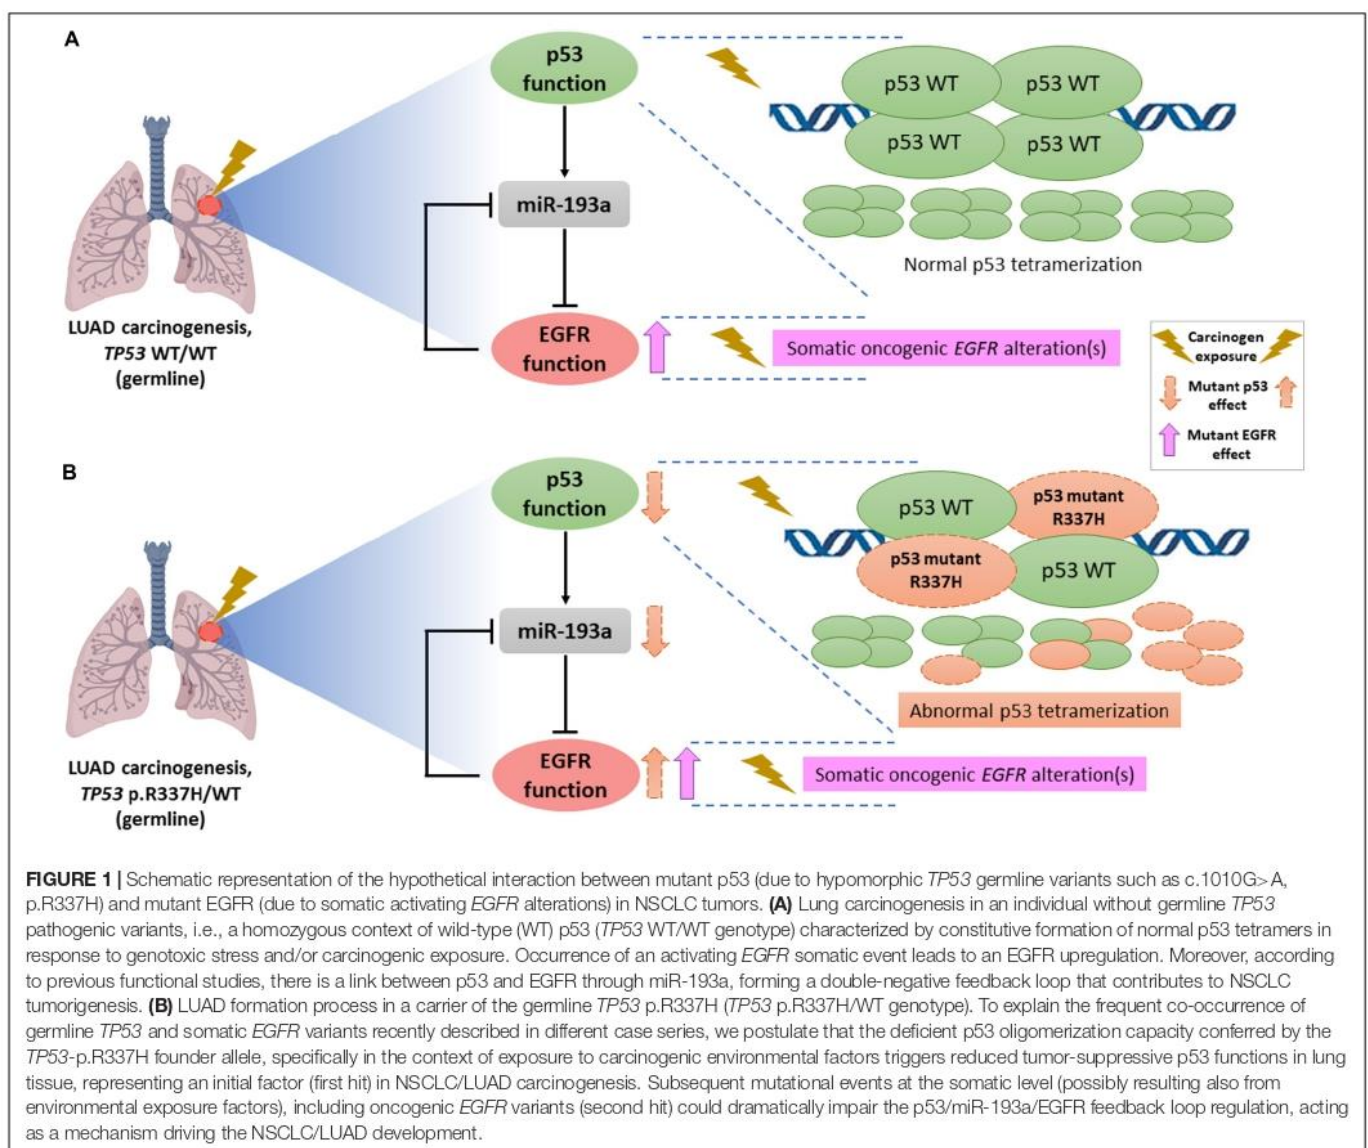 A
p53
function
p53 WT
p53 WT
p53 WT
p53 WT
miR-193a
Normal p53 tetramerization
LUAD carcinogenesis,
TP53 WT/WT
(germline)
EGFR
function
Somatic oncogenic EGFR alteration(s)
Carcinogen
exposure
Mutant p53
effect
Mutant EGFR
effect
B
p53
function
p53 WT
p53 mutant
R337H
p53 mutant
R337H
p53 WT
miR-193a
Abnormal p53 tetramerization
LUAD carcinogenesis,
TP53 p.R337H/WT
(germline)
EGFR
function
Somatic oncogenic EGFR alteration(s)
FIGURE 1 | Schematic representation of the hypothetical interaction between mutant p53 (due to hypomorphic TP53 germline variants such as c.1010G>A,
p.R337H) and mutant EGFR (due to somatic activating EGFR alterations) in NSCLC tumors. (A) Lung carcinogenesis in an individual without germline TP53
pathogenic variants, i.e., a homozygous context of wild-type (WT) p53 (TP53 WT/WT genotype) characterized by constitutive formation of normal p53 tetramers in
response to genotoxic stress and/or carcinogenic exposure. Occurrence of an activating EGFR somatic event leads to an EGFR upregulation. Moreover, according
to previous functional studies, there is a link between p53 and EGFR through miR-193a, forming a double-negative feedback loop that contributes to NSCLC
tumorigenesis. (B) LUAD formation process in a carrier of the germline TP53 p.R337H (TP53 p.R337H/WT genotype). To explain the frequent co-occurrence of
germline TP53 and somatic EGFR variants recently described in different case series, we postulate that the deficient p53 oligomerization capacity conferred by the
TP53-p.R337H founder allele, specifically in the context of exposure to carcinogenic environmental factors triggers reduced tumor-suppressive p53 functions in lung
tissue, representing an initial factor (first hit) in NSCLC/LUAD carcinogenesis. Subsequent mutational events at the somatic level (possibly resulting also from
environmental exposure factors), including oncogenic EGFR variants (second hit) could dramatically impair the p53/miR-193a/EGFR feedback loop regulation, acting
as a mechanism driving the NSCLC/LUAD development.